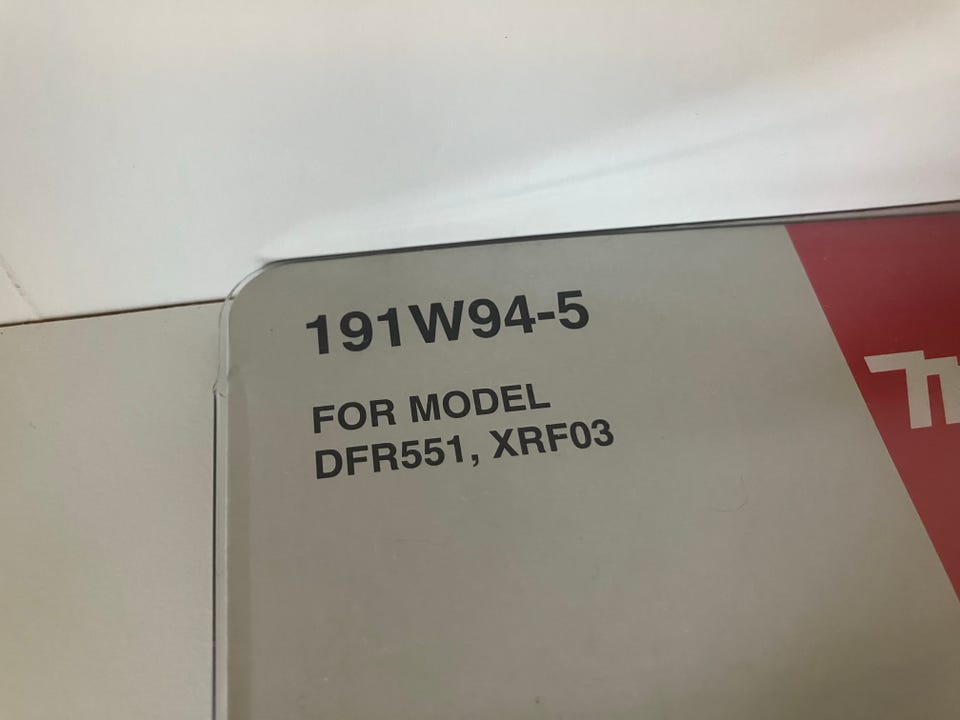 191W94-5
FOR MODEL
DFR551, XRF03